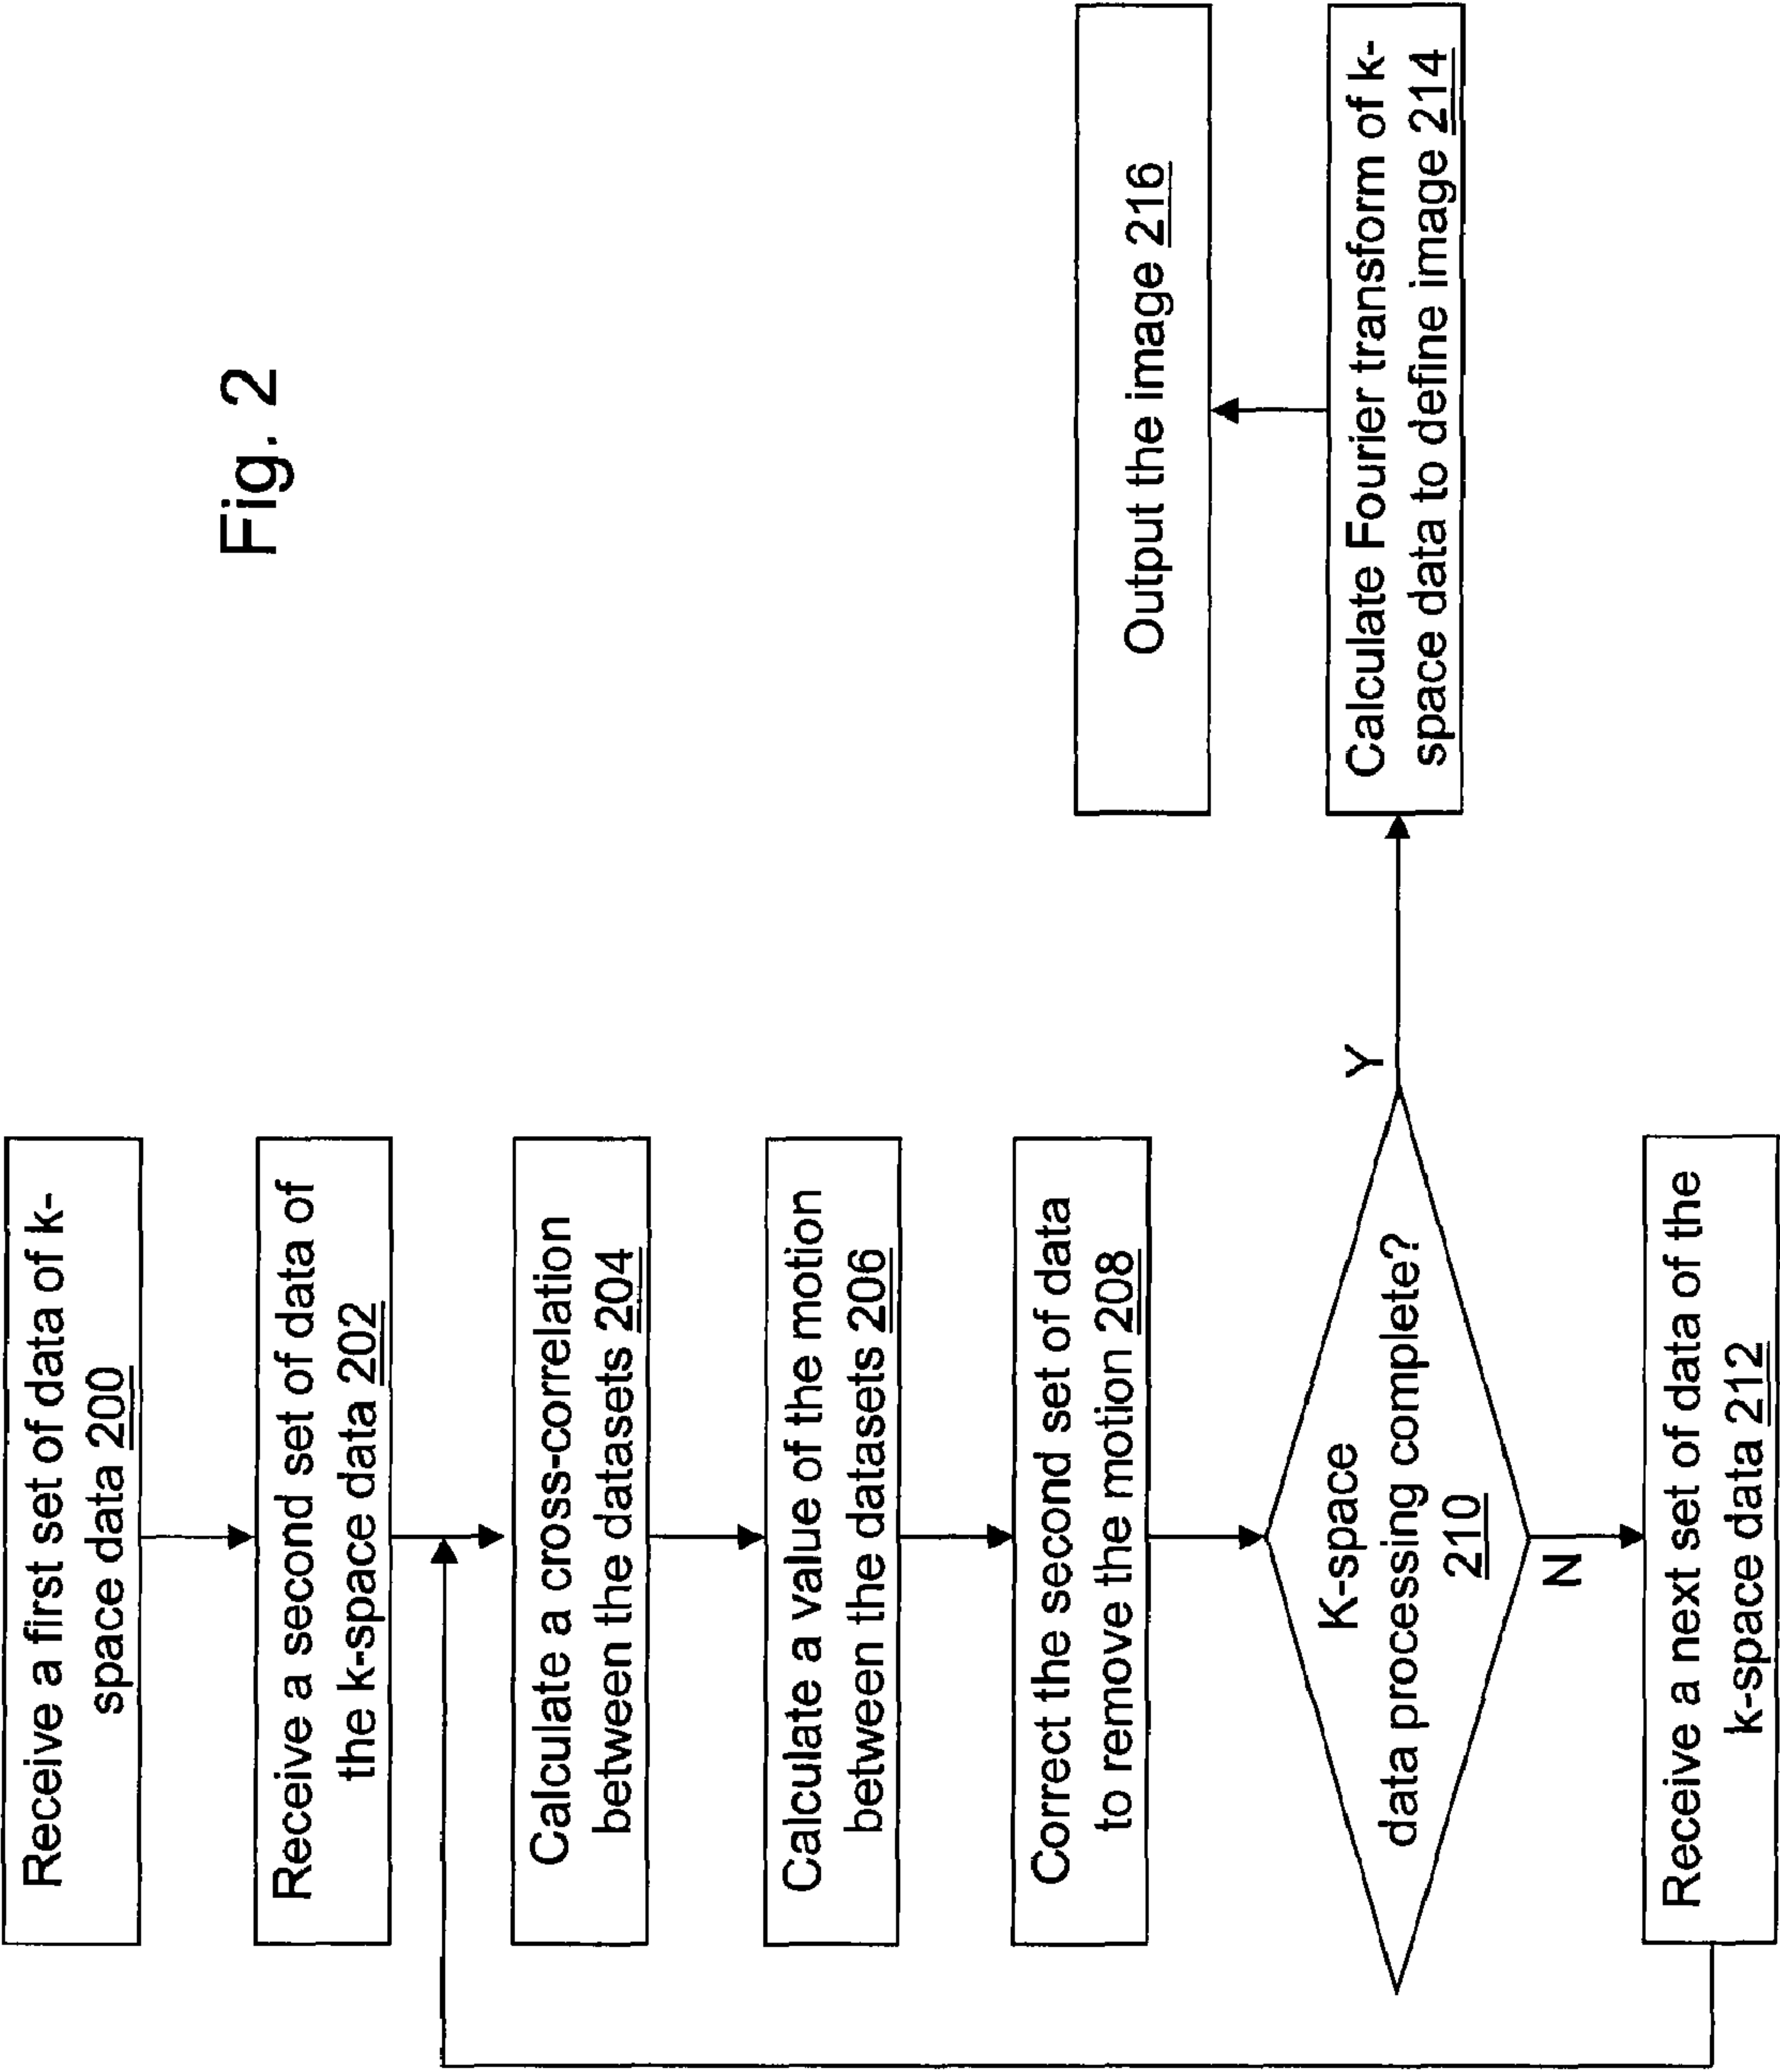 Fig. 2
Receive a first set of data of k-
space data 200
Receive a second set of data of
the k-space data 202
Calculate a cross-correlation
between the datasets 204
Calculate a value of the motion
between the datasets 206
Correct the second set of data
to remove the motion 208
K-space
data processing complete?
210
Y
N
Receive a next set of data of the
k-space data 212
Calculate Fourier transform of k-
space data to define image 214
Output the image 216